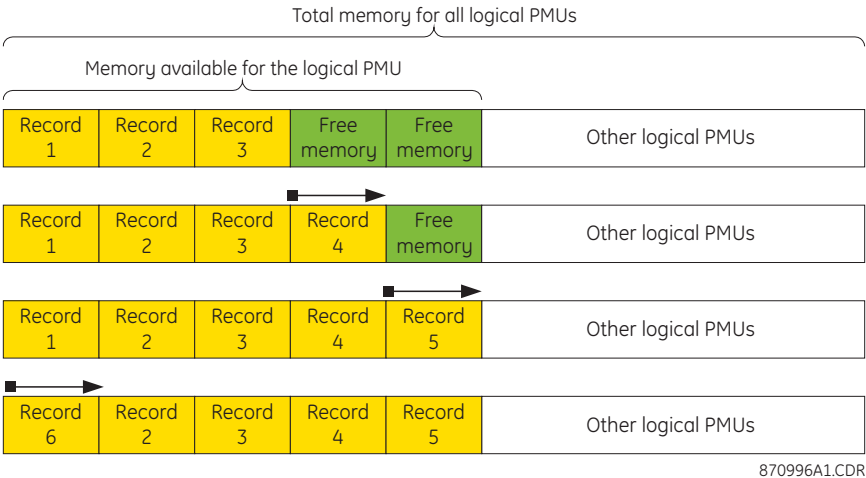 Total memory for all logical PMUs
Memory available for the logical PMU
Record 1
Record 2
Record 3
Free memory
Free memory
Other logical PMUs
Record 1
Record 2
Record 3
Record 4
Free memory
Other logical PMUs
Record 1
Record 2
Record 3
Record 4
Record 5
Other logical PMUs
Record 6
Record 2
Record 3
Record 4
Record 5
Other logical PMUs
870996A1.CDR